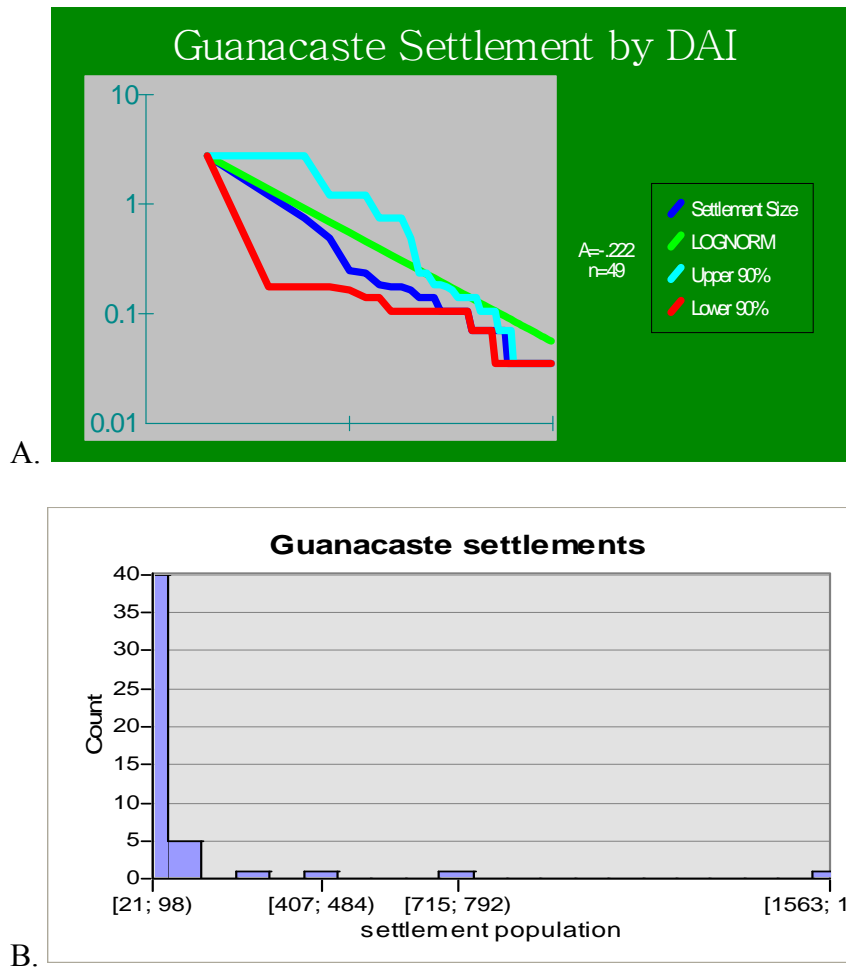 Guanacaste Settlement by DAI
10
1
0.1
0.01
A=-.222
n=49
Settlement Size
LOGNORM
Upper 90%
Lower 90%
A.
Guanacaste settlements
40
35
30
25
20
15
10
5
0
Count
[21; 98)
[407; 484)
[715; 792)
[1563; 1
settlement population
B.